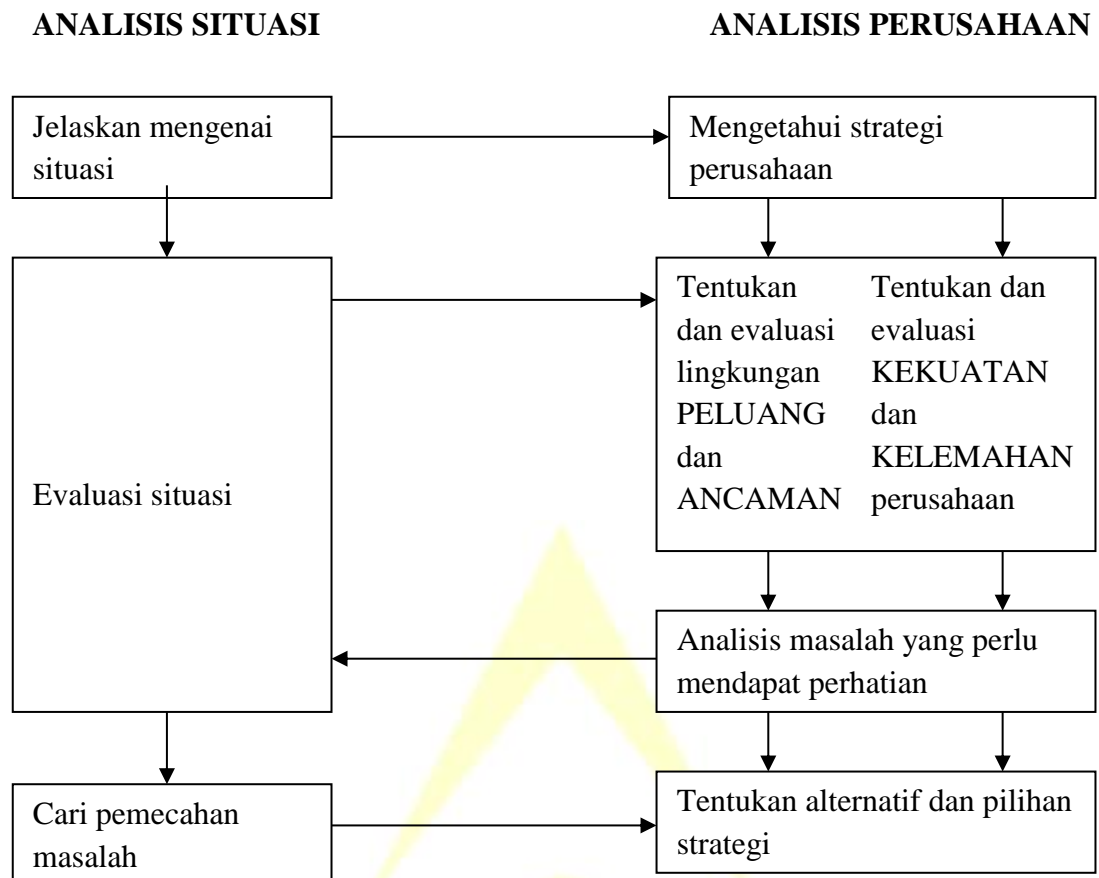 ANALISIS SITUASI
ANALISIS PERUSAHAAN
Jelaskan mengenai
situasi
Mengetahui strategi
perusahaan
Evaluasi situasi
Tentukan
dan evaluasi
lingkungan
PELUANG
dan
ANCAMAN
Tentukan dan
evaluasi
KEKUATAN
dan
KELEMAHAN
perusahaan
Analisis masalah yang perlu
mendapat perhatian
Cari pemecahan
masalah
Tentukan alternatif dan pilihan
strategi